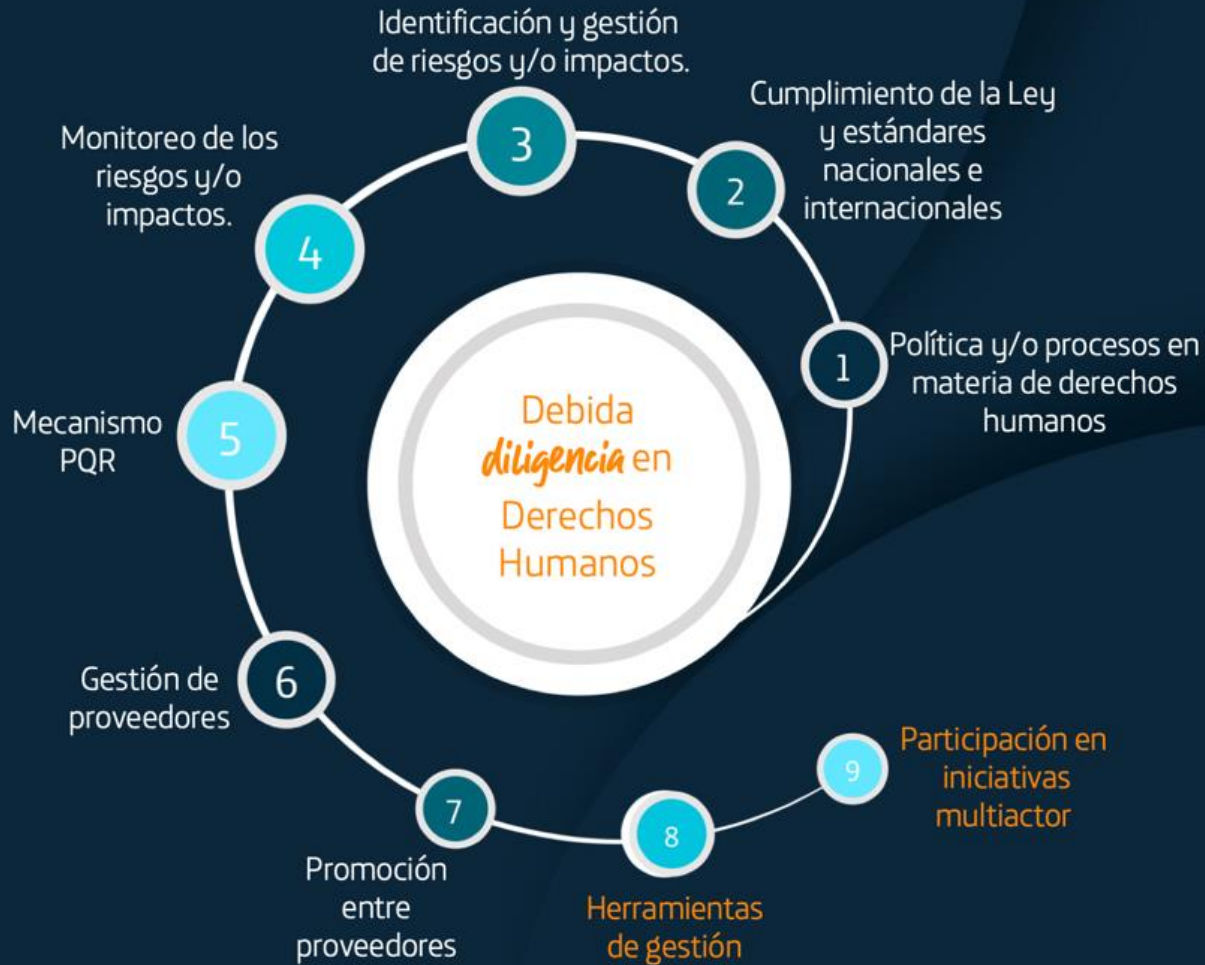 Debida
diligencia en
Derechos
Humanos
1
Política y/o procesos en
materia de derechos
humanos
2
Cumplimiento de la Ley
y estándares
nacionales e
internacionales
3
Identificación y gestión
de riesgos y/o impactos.
4
Monitoreo de los
riesgos y/o
impactos.
5
Mecanismo
PQR
6
Gestión de
proveedores
7
Promoción
entre
proveedores
8
Herramientas
de gestión
9
Participación en
iniciativas
multiactor